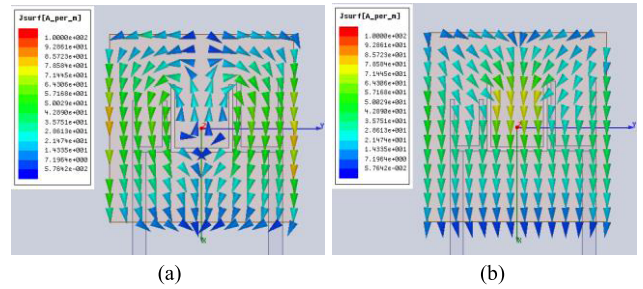 Jsurf[A_per_m]
1.0000e+002
9.2861e+001
8.5723e+001
7.8584e+001
7.1445e+001
6.4306e+001
5.7168e+001
5.0029e+001
4.2890e+001
3.5751e+001
2.8613e+001
2.1474e+001
1.4335e+001
7.1964e+000
5.7642e-002
Jsurf[A_per_m]
1.0000e+002
9.2861e+001
8.5723e+001
7.8584e+001
7.1445e+001
6.4306e+001
5.7168e+001
5.0029e+001
4.2890e+001
3.5751e+001
2.8613e+001
2.1474e+001
1.4335e+001
7.1964e+000
5.7642e-002
(a)
(b)